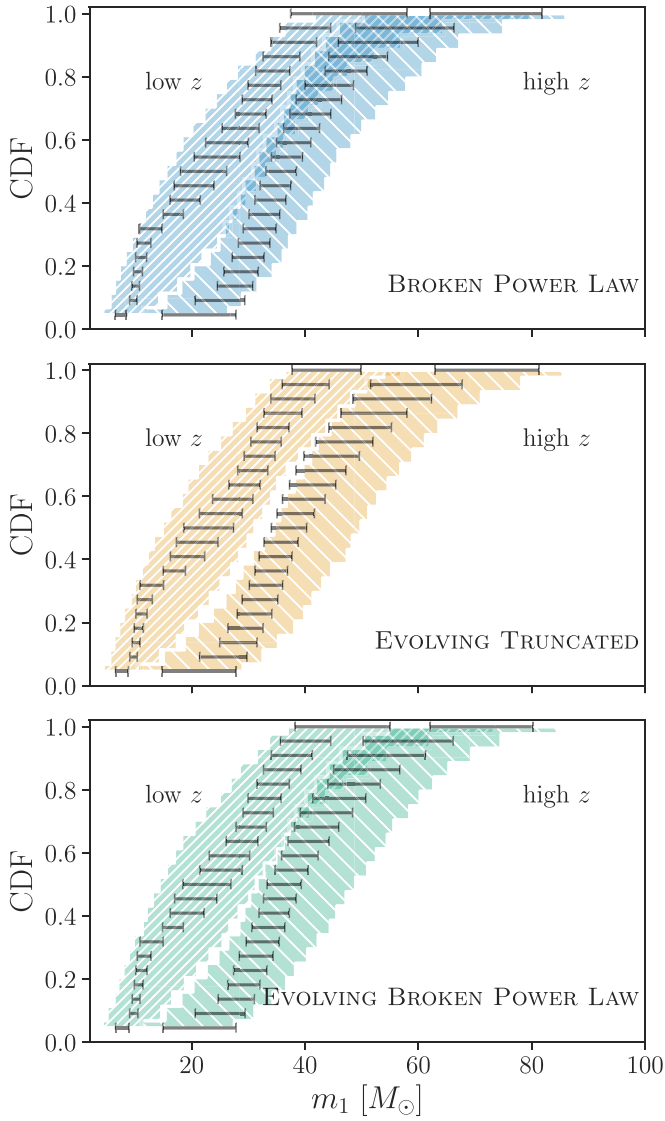 1.0
0.8
0.6
0.4
0.2
0.0
CDF
low z
high z
BROKEN POWER LAW
1.0
0.8
0.6
0.4
0.2
0.0
CDF
low z
high z
EVOLVING TRUNCATED
1.0
0.8
0.6
0.4
0.2
0.0
CDF
low z
high z
EVOLVING BROKEN POWER LAW
20 40 60 80 100
m₁ [M⊙]